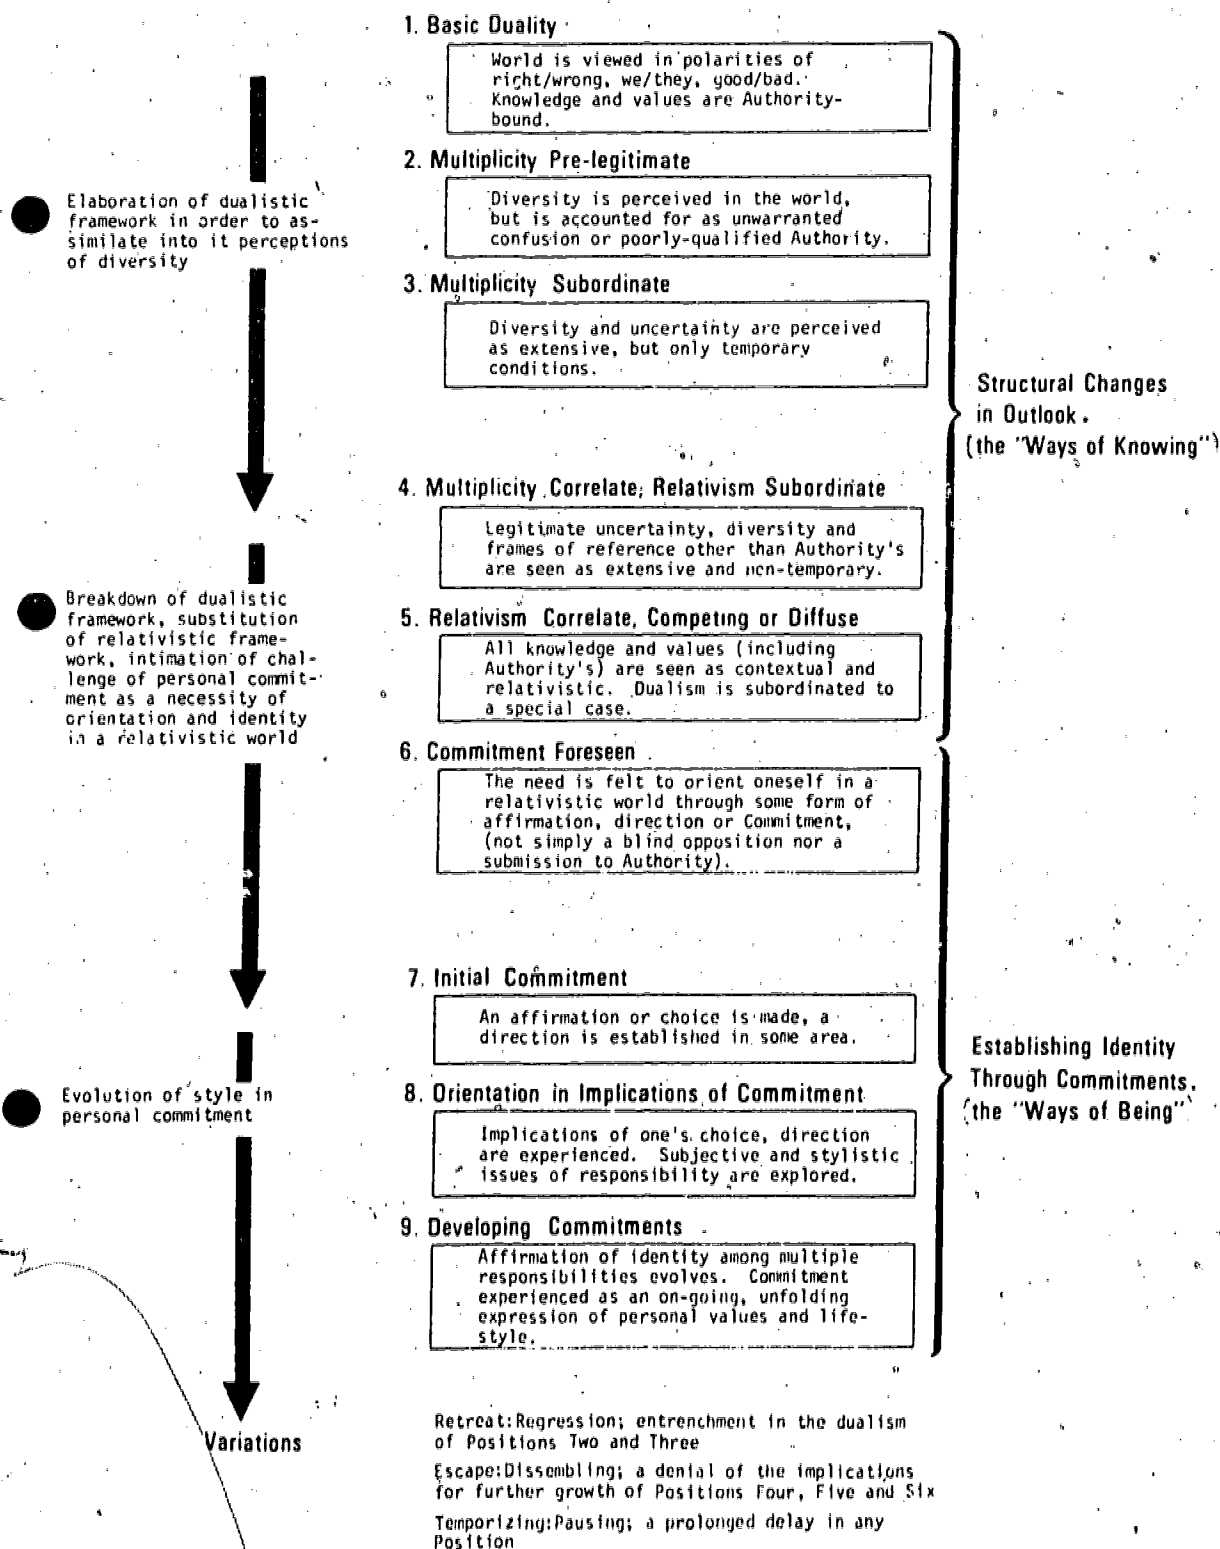 1. Basic Duality
World is viewed in polarities of
right/wrong, we/they, good/bad.
Knowledge and values are Authority-
bound.
2. Multiplicity Pre-legitimate
Diversity is perceived in the world,
but is accounted for as unwarranted
confusion or poorly-qualified Authority.
3. Multiplicity Subordinate
Diversity and uncertainty are perceived
as extensive, but only temporary
conditions.
4. Multiplicity Correlate, Relativism Subordinate
Legitimate uncertainty, diversity and
frames of reference other than Authority's
are seen as extensive and non-temporary.
5. Relativism Correlate, Competing or Diffuse
All knowledge and values (including
Authority's) are seen as contextual and
relativistic. Dualism is subordinated to
a special case.
6. Commitment Foreseen
The need is felt to orient oneself in a
relativistic world through some form of
affirmation, direction or Commitment,
(not simply a blind opposition nor a
submission to Authority).
7. Initial Commitment
An affirmation or choice is made, a
direction is established in some area.
8. Orientation in Implications of Commitment
Implications of one's choice, direction
are experienced. Subjective and stylistic
issues of responsibility are explored.
9. Developing Commitments
Affirmation of identity among multiple
responsibilities evolves. Commitment
experienced as an on-going, unfolding
expression of personal values and life-
style.
Elaboration of dualistic
framework in order to as-
similate into it perceptions
of diversity
Breakdown of dualistic
framework, substitution
of relativistic frame-
work, intimation of chal-
lenge of personal commit-
ment as a necessity of
orientation and identity
in a relativistic world
Evolution of style in
personal commitment
Structural Changes
in Outlook.
(the "Ways of Knowing")
Establishing Identity
Through Commitments.
(the "Ways of Being")
Variations
Retreat:Regression; entrenchment in the dualism
of Positions Two and Three
Escape:Dissembling; a denial of the implications
for further growth of Positions Four, Five and Six
Temporizing:Pausing; a prolonged delay in any
Position